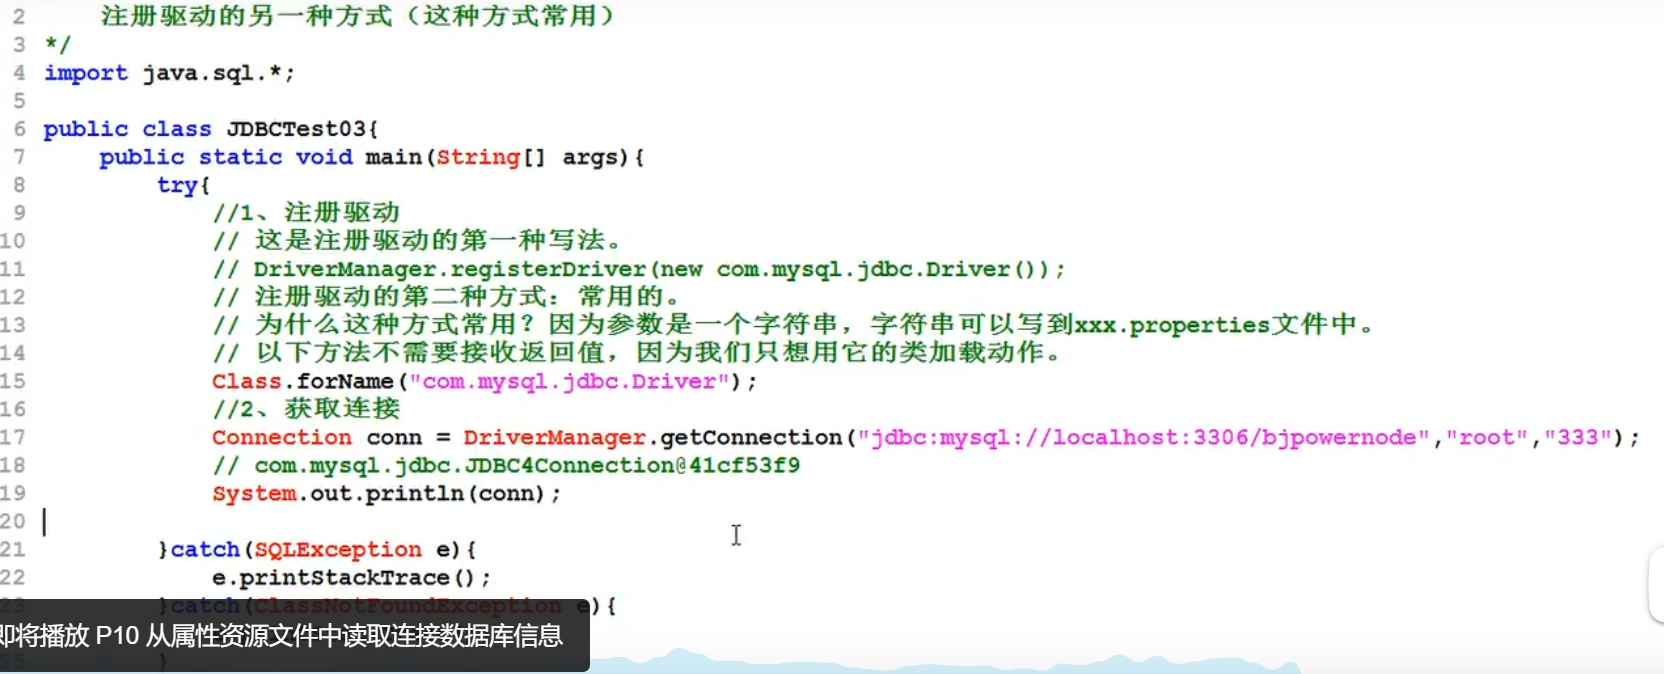 2 注册驱动的另一种方式（这种方式常用）
3 */
4 import java.sql.*;
5
6 public class JDBCTest03{
7 public static void main(String[] args){
8 try{
9 //1、注册驱动
10 // 这是注册驱动的第一种写法。
11 // DriverManager.registerDriver(new com.mysql.jdbc.Driver());
12 // 注册驱动的第二种方式：常用的。
13 // 为什么这种方式常用？因为参数是一个字符串，字符串可以写到xxx.properties文件中。
14 // 以下方法不需要接收返回值，因为我们只想用它的类加载动作。
15 Class.forName("com.mysql.jdbc.Driver");
16 //2、获取连接
17 Connection conn = DriverManager.getConnection("jdbc:mysql://localhost:3306/bjpowernode","root","333");
18 // com.mysql.jdbc.JDBC4Connection@41cf53f9
19 System.out.println(conn);
20
21 }catch(SQLException e){
22 e.printStackTrace();
23 }catch(ClassNotFoundException e){
即将播放 P10 从属性资源文件中读取连接数据库信息
25 }